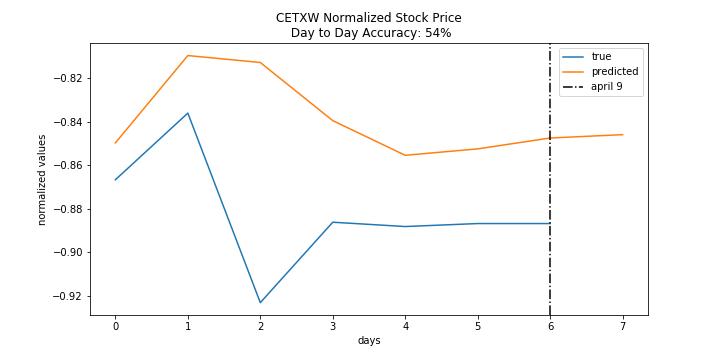 CETXW Normalized Stock Price
Day to Day Accuracy: 54%
true
predicted
april 9
normalized values
−0.82
−0.84
−0.86
−0.88
−0.90
−0.92
0 1 2 3 4 5 6 7
days